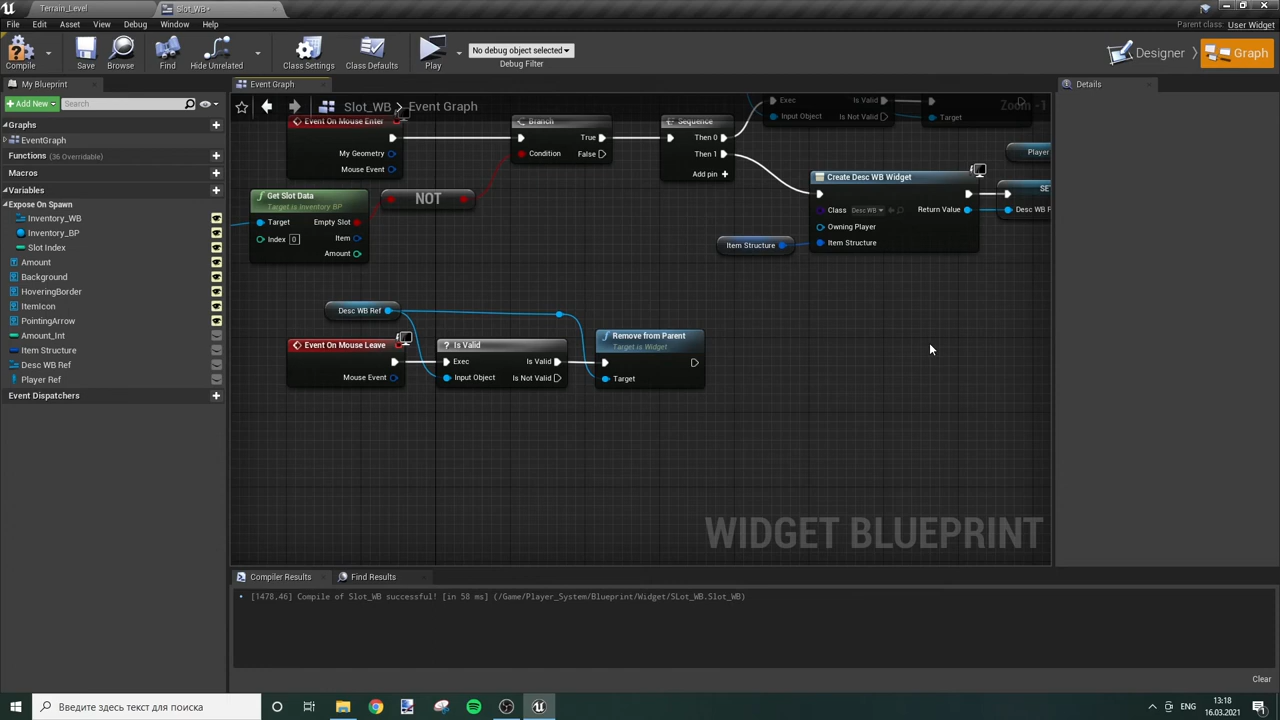 Terrain_Level
Slot_WB*
Parent class: User Widget
File
Edit
Asset
View
Debug
Window
Help
Compile
Save
Browse
Find
Hide Unrelated
Class Settings
Class Defaults
Play
No debug object selected
Debug Filter
Designer
Graph
My Blueprint
Add New
Search
Graphs
EventGraph
Functions (36 Overridable)
Macros
Variables
Expose On Spawn
Inventory_WB
Inventory_BP
Slot Index
Amount
Background
HoveringBorder
ItemIcon
PointingArrow
Amount_Int
Item Structure
Desc WB Ref
Player Ref
Event Dispatchers
Event Graph
Slot_WB > Event Graph
Zoom -1
Event On Mouse Enter
My Geometry
Mouse Event
Branch
True
Condition
False
Sequence
Then 0
Then 1
Add pin
Exec
Is Valid
Input Object
Is Not Valid
Target
Player
Create Desc WB Widget
Class
Desc WB
Return Value
Owning Player
Item Structure
SET
Desc WB R
Item Structure
Get Slot Data
Target is Inventory BP
Target
Empty Slot
Index
0
Item
Amount
NOT
Desc WB Ref
Event On Mouse Leave
Mouse Event
? Is Valid
Exec
Is Valid
Input Object
Is Not Valid
Remove from Parent
Target is Widget
Target
WIDGET BLUEPRINT
Details
Compiler Results
Find Results
[1478,46] Compile of Slot_WB successful! [in 58 ms] (/Game/Player_System/Blueprint/Widget/SLot_WB.Slot_WB)
Clear
Введите здесь текст для поиска
ENG
13:18
16.03.2021